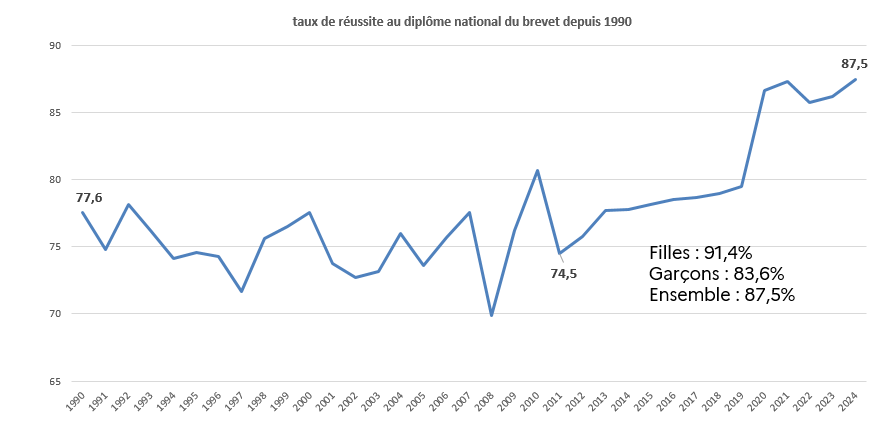 taux de réussite au diplôme national du brevet depuis 1990
90
87,5
85
80
77,6
75
74,5
Filles : 91,4%
Garçons : 83,6%
Ensemble : 87,5%
70
65
1990 1991 1992 1993 1994 1995 1996 1997 1998 1999 2000 2001 2002 2003 2004 2005 2006 2007 2008 2009 2010 2011 2012 2013 2014 2015 2016 2017 2018 2019 2020 2021 2022 2023 2024